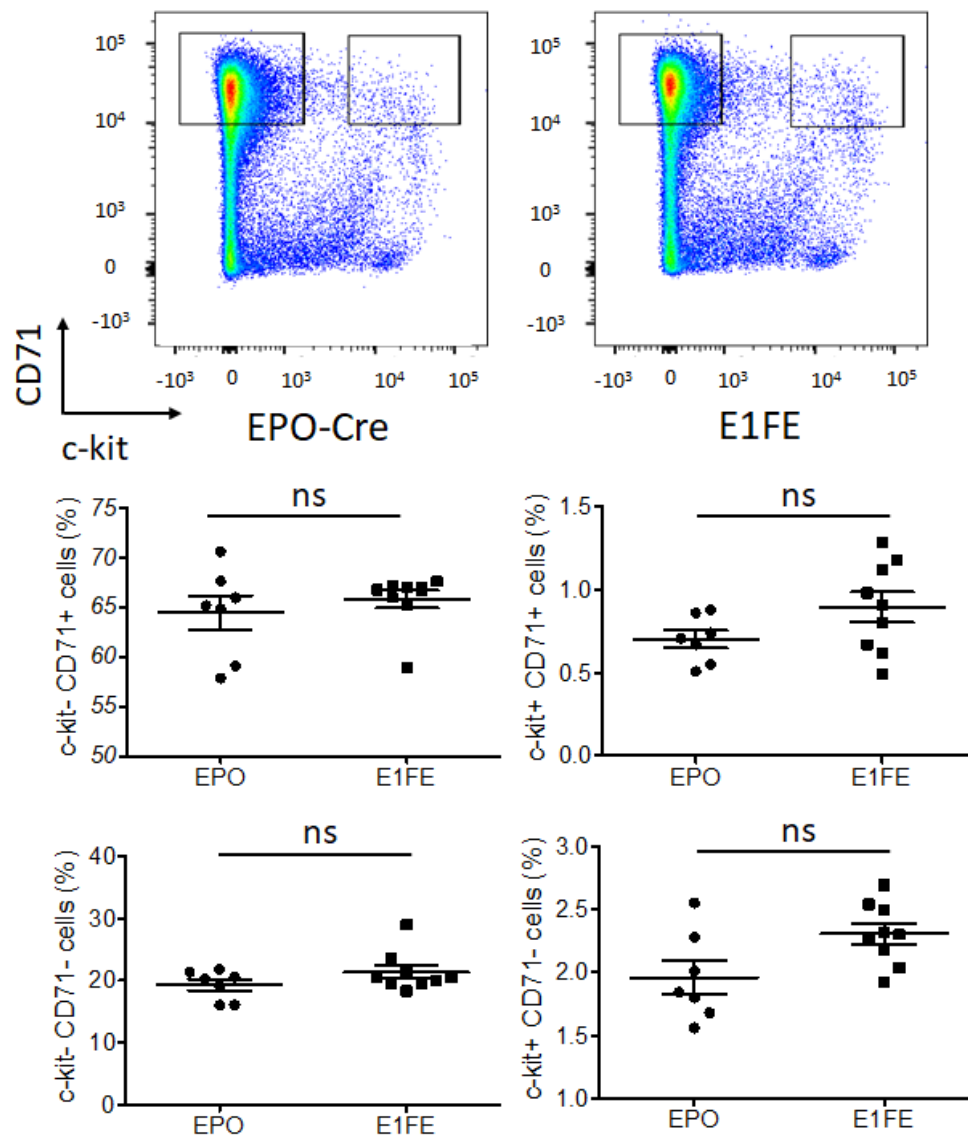 10⁵
10⁴
10³
0
-10³
-10³ 0 10³ 10⁴ 10⁵
10⁵
10⁴
10³
0
-10³
-10³ 0 10³ 10⁴ 10⁵
CD71
c-kit
EPO-Cre
E1FE
ns
c-kit- CD71+ cells (%)
75
70
65
60
55
50
EPO E1FE
ns
c-kit+ CD71+ cells (%)
1.5
1.0
0.5
0.0
EPO E1FE
ns
c-kit- CD71- cells (%)
40
30
20
10
0
EPO E1FE
ns
c-kit+ CD71- cells (%)
3.0
2.5
2.0
1.5
1.0
EPO E1FE